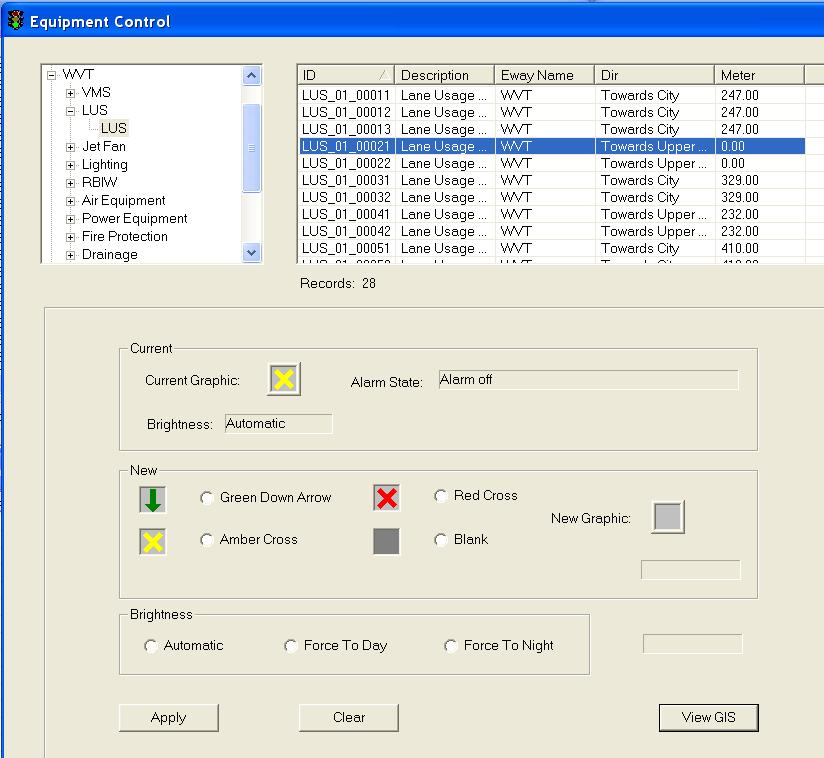 Equipment Control
WVT
VMS
LUS
LUS
Jet Fan
Lighting
RBIW
Air Equipment
Power Equipment
Fire Protection
Drainage
ID Description Eway Name Dir Meter
LUS_01_00011 Lane Usage ... WVT Towards City 247.00
LUS_01_00012 Lane Usage ... WVT Towards City 247.00
LUS_01_00013 Lane Usage ... WVT Towards City 247.00
LUS_01_00021 Lane Usage ... WVT Towards Upper ... 0.00
LUS_01_00022 Lane Usage ... WVT Towards Upper ... 0.00
LUS_01_00031 Lane Usage ... WVT Towards City 329.00
LUS_01_00032 Lane Usage ... WVT Towards City 329.00
LUS_01_00041 Lane Usage ... WVT Towards Upper ... 232.00
LUS_01_00042 Lane Usage ... WVT Towards Upper ... 232.00
LUS_01_00051 Lane Usage ... WVT Towards City 410.00
Records: 28
Current
Current Graphic: Alarm State: Alarm off
Brightness: Automatic
New
Green Down Arrow Red Cross
New Graphic:
Amber Cross Blank
Brightness
Automatic Force To Day Force To Night
Apply Clear View GIS